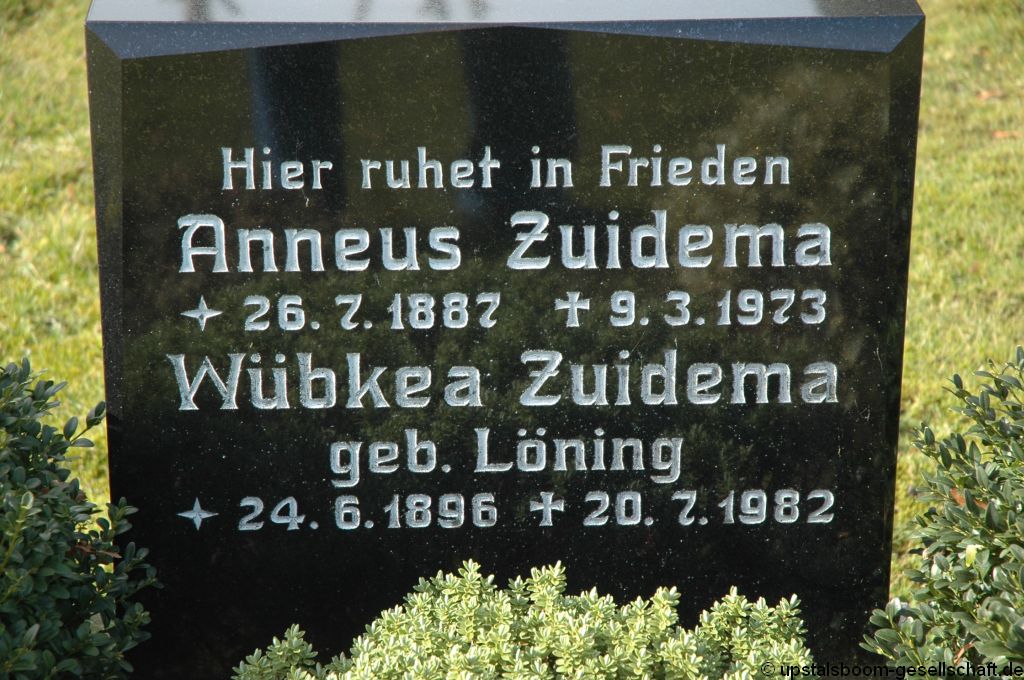 Hier ruhet in Frieden
Anneus Zuidema
✧ 26. 7. 1887 ✝ 9. 3. 1973
Wübkea Zuidema
geb. Löning
✧ 24. 6. 1896 ✝ 20. 7. 1982
© upstalsboom-gesellschaft.de